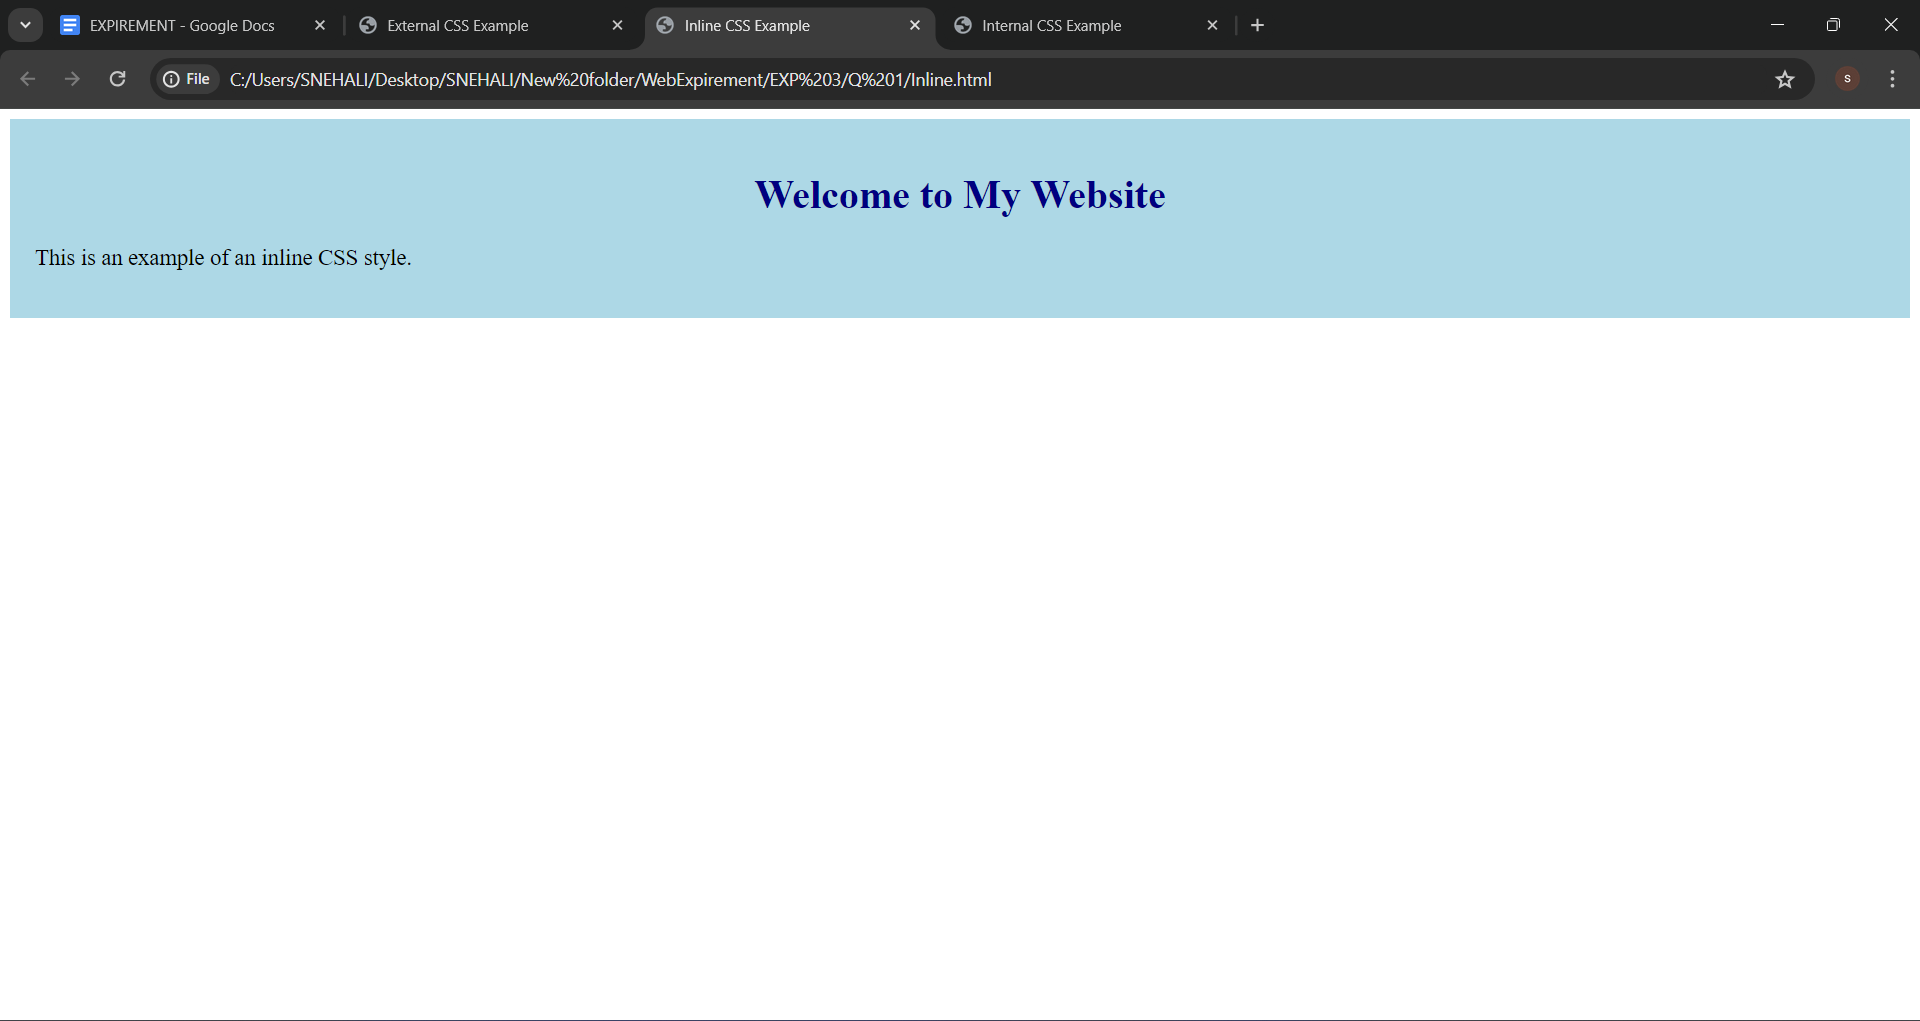 EXPIREMENT - Google Docs
External CSS Example
Inline CSS Example
Internal CSS Example
File C:/Users/SNEHALI/Desktop/SNEHALI/New%20folder/WebExpirement/EXP%203/Q%201/Inline.html
s
Welcome to My Website
This is an example of an inline CSS style.